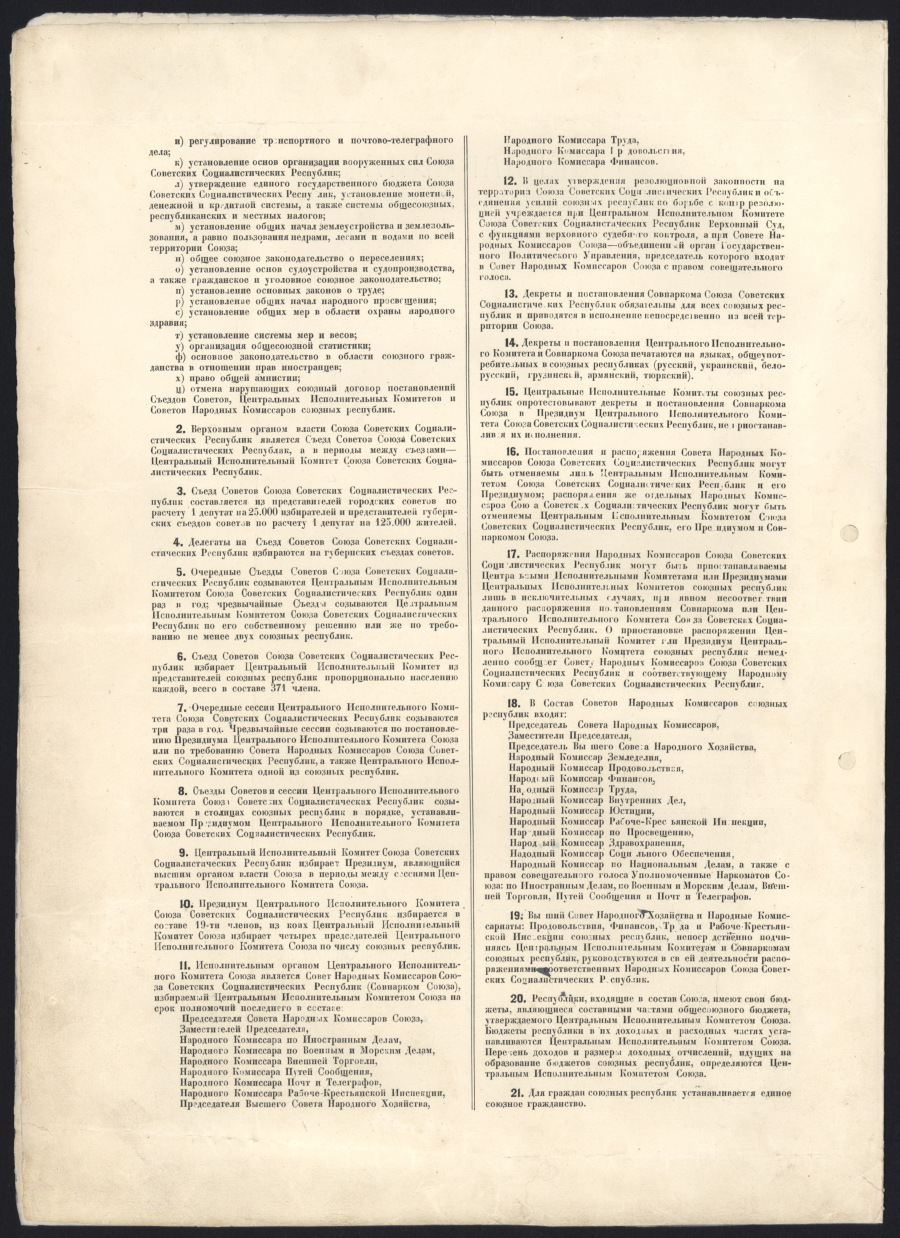 и) регулирование транспортного и почтово-телеграфного
дела;
к) установление основ организации вооруженных сил Союза
Советских Социалистических Республик;
л) утверждение единого государственного бюджета Союза
Советских Социалистических Республик, установление монетной,
денежной и кредитной системы, а также системы общесоюзных,
республиканских и местных налогов;
м) установление общих начал землеустройства и землеполь-
зования, а равно пользования недрами, лесами и водами по всей
территории Союза;
н) общее союзное законодательство о переселениях;
о) установление основ судоустройства и судопроизводства,
а также гражданское и уголовное союзное законодательство;
п) установление основных законов о труде;
р) установление общих начал народного просвещения;
с) установление общих мер в области охраны народного
здравия;
т) установление системы мер и весов;
у) организация общесоюзной статистики;
ф) основное законодательство в области союзного граж-
данства в отношении прав иностранцев;
х) право общей амнистии;
ц) отмена нарушающих союзный договор постановлений
Съездов Советов, Центральных Исполнительных Комитетов и
Советов Народных Комиссаров союзных республик.
2. Верховным органом власти Союза Советских Социали-
стических Республик является Съезд Советов Союза Советских
Социалистических Республик, а в периоды между съездами—
Центральный Исполнительный Комитет Союза Советских Социа-
листических Республик.
3. Съезд Советов Союза Советских Социалистических Рес-
публик составляется из представителей городских советов по
расчету 1 депутат на 25.000 избирателей и представителей губерн-
ских съездов советов по расчету 1 депутат на 125.000 жителей.
4. Делегаты на Съезд Советов Союза Советских Социали-
стических Республик избираются на губернских съездах советов.
5. Очередные Съезды Советов Союза Советских Социали-
стических Республик созываются Центральным Исполнительным
Комитетом Союза Советских Социалистических Республик один
раз в год; чрезвычайные Съезды созываются Центральным
Исполнительным Комитетом Союза Советских Социалистических
Республик по его собственному решению или же по требо-
ванию не менее двух союзных республик.
6. Съезд Советов Союза Советских Социалистических Рес-
публик избирает Центральный Исполнительный Комитет из
представителей союзных республик пропорционально населению
каждой, всего в составе 371 члена.
7. Очередные сессии Центрального Исполнительного Коми-
тета Союза Советских Социалистических Республик созываются
три раза в год. Чрезвычайные сессии созываются по постановле-
нию Президиума Центрального Исполнительного Комитета Союза
или по требованию Совета Народных Комиссаров Союза Совет-
ских Социалистических Республик, а также Центрального Испол-
нительного Комитета одной из союзных республик.
8. Съезды Советов и сессии Центрального Исполнительного
Комитета Союза Советских Социалистических Республик созы-
ваются в столицах союзных республик в порядке, устанавли-
ваемом Президиумом Центрального Исполнительного Комитета
Союза Советских Социалистических Республик.
9. Центральный Исполнительный Комитет Союза Советских
Социалистических Республик избирает Президиум, являющийся
высшим органом власти Союза в периоды между сессиями Цен-
трального Исполнительного Комитета Союза.
10. Президиум Центрального Исполнительного Комитета
Союза Советских Социалистических Республик избирается в
составе 19-ти членов, из коих Центральный Исполнительный
Комитет Союза избирает четырех председателей Центрального
Исполнительного Комитета Союза по числу союзных республик.
11. Исполнительным органом Центрального Исполнитель-
ного Комитета Союза является Совет Народных Комиссаров Сою-
за Советских Социалистических Республик (Совнарком Союза),
избираемый Центральным Исполнительным Комитетом Союза на
срок полномочий последнего в составе:
Председателя Совета Народных Комиссаров Союза,
Заместителей Председателя,
Народного Комиссара по Иностранным Делам,
Народного Комиссара по Военным и Морским Делам,
Народного Комиссара Внешней Торговли,
Народного Комиссара Путей Сообщения,
Народного Комиссара Почт и Телеграфов,
Народного Комиссара Рабоче-Крестьянской Инспекции,
Председателя Высшего Совета Народного Хозяйства,
Народного Комиссара Труда,
Народного Комиссара Продовольствия,
Народного Комиссара Финансов.
12. В целях утверждения революционной законности на
территории Союза Советских Социалистических Республик и объ-
единения усилий союзных республик по борьбе с контр-револю-
цией учреждается при Центральном Исполнительном Комитете
Союза Советских Социалистических Республик Верховный Суд,
с функциями верховного судебного контроля, а при Совете На-
родных Комиссаров Союза—объединенный орган Государствен-
ного Политического Управления, председатель которого входит
в Совет Народных Комиссаров Союза с правом совещательного
голоса.
13. Декреты и постановления Совнаркома Союза Советских
Социалистических Республик обязательны для всех союзных рес-
публик и приводятся в исполнение непосредственно на всей тер-
ритории Союза.
14. Декреты и постановления Центрального Исполнительно-
го Комитета и Совнаркома Союза печатаются на языках, общеупот-
ребительных в союзных республиках (русский, украинский, бело-
русский, грузинский, армянский, тюркский).
15. Центральные Исполнительные Комитеты союзных рес-
публик опротестовывают декреты и постановления Совнаркома
Союза в Президиум Центрального Исполнительного Коми-
тета Союза Советских Социалистических Республик, не приостанав-
ливая их исполнения.
16. Постановления и распоряжения Совета Народных Ко-
миссаров Союза Советских Социалистических Республик могут
быть отменяемы лишь Центральным Исполнительным Коми-
тетом Союза Советских Социалистических Республик и его
Президиумом; распоряжения же отдельных Народных Комис-
саров Союза Советских Социалистических Республик могут быть
отменяемы Центральным Исполнительным Комитетом Союза
Советских Социалистических Республик, его Президиумом и Сов-
наркомом Союза.
17. Распоряжения Народных Комиссаров Союза Советских
Социалистических Республик могут быть приостанавливаемы
Центральными Исполнительными Комитетами или Президиумами
Центральных Исполнительных Комитетов союзных республик
лишь в исключительных случаях, при явном несоответствии
данного распоряжения постановлениям Совнаркома или Цен-
трального Исполнительного Комитета Союза Советских Социа-
листических Республик. О приостановке распоряжения Цен-
тральный Исполнительный Комитет или Президиум Централь-
ного Исполнительного Комитета союзных республик немед-
ленно сообщает Совету Народных Комиссаров Союза Советских
Социалистических Республик и соответствующему Народному
Комиссару Союза Советских Социалистических Республик.
18. В Состав Советов Народных Комиссаров союзных
республик входят:
Председатель Совета Народных Комиссаров,
Заместители Председателя,
Председатель Высшего Совета Народного Хозяйства,
Народный Комиссар Земледелия,
Народный Комиссар Продовольствия,
Народный Комиссар Финансов,
Народный Комиссар Труда,
Народный Комиссар Внутренних Дел,
Народный Комиссар Юстиции,
Народный Комиссар Рабоче-Крестьянской Инспекции,
Народный Комиссар по Просвещению,
Народный Комиссар Здравохранения,
Надодный Комиссар Социального Обеспечения,
Народный Комиссар по Национальным Делам, а также с
правом совещательного голоса Уполномоченные Наркоматов Со-
юза: по Иностранным Делам, по Военным и Морским Делам, Внеш-
ней Торговли, Путей Сообщения и Почт и Телеграфов.
19. Высший Совет Народного Хозяйства и Народные Комис-
сариаты: Продовольствия, Финансов, Труда и Рабоче-Крестьян-
ской Инспекции союзных республик, непосредственно подчи-
няясь Центральным Исполнительным Комитетам и Совнаркомам
союзных республик, руководствуются в своей деятельности распо-
ряжениями соответственных Народных Комиссаров Союза Совет-
ских Социалистических Республик.
20. Республики, входящие в состав Союза, имеют свои бюд-
жеты, являющиеся составными частями общесоюзного бюджета,
утверждаемого Центральным Исполнительным Комитетом Союза.
Бюджеты республики в их доходных и расходных частях уста-
навливаются Центральным Исполнительным Комитетом Союза.
Перечень доходов и размеры доходных отчислений, идущих на
образование бюджетов союзных республик, определяются Цен-
тральным Исполнительным Комитетом Союза.
21. Для граждан союзных республик устанавливается единое
союзное гражданство.